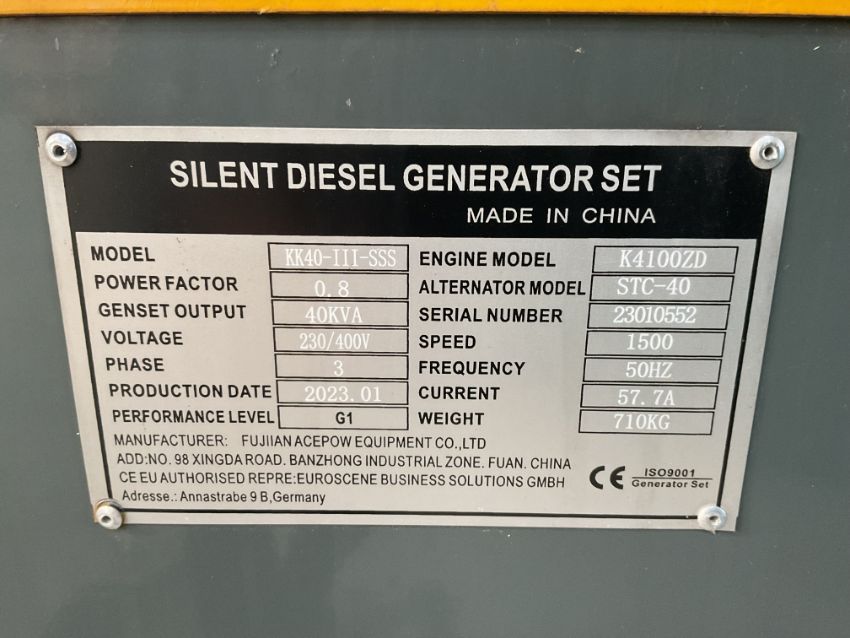 SILENT DIESEL GENERATOR SET
MADE IN CHINA
MODEL KK40-III-SSS ENGINE MODEL K4100ZD
POWER FACTOR 0.8 ALTERNATOR MODEL STC-40
GENSET OUTPUT 40KVA SERIAL NUMBER 23010552
VOLTAGE 230/400V SPEED 1500
PHASE 3 FREQUENCY 50HZ
PRODUCTION DATE 2023.01 CURRENT 57.7A
PERFORMANCE LEVEL G1 WEIGHT 710KG
MANUFACTURER: FUJIIAN ACEPOW EQUIPMENT CO.,LTD
ADD:NO. 98 XINGDA ROAD. BANZHONG INDUSTRIAL ZONE. FUAN. CHINA
CE EU AUTHORISED REPRE:EUROSCENE BUSINESS SOLUTIONS GMBH
Adresse.: Annastrabe 9 B,Germany
CE ISO9001
Generator Set